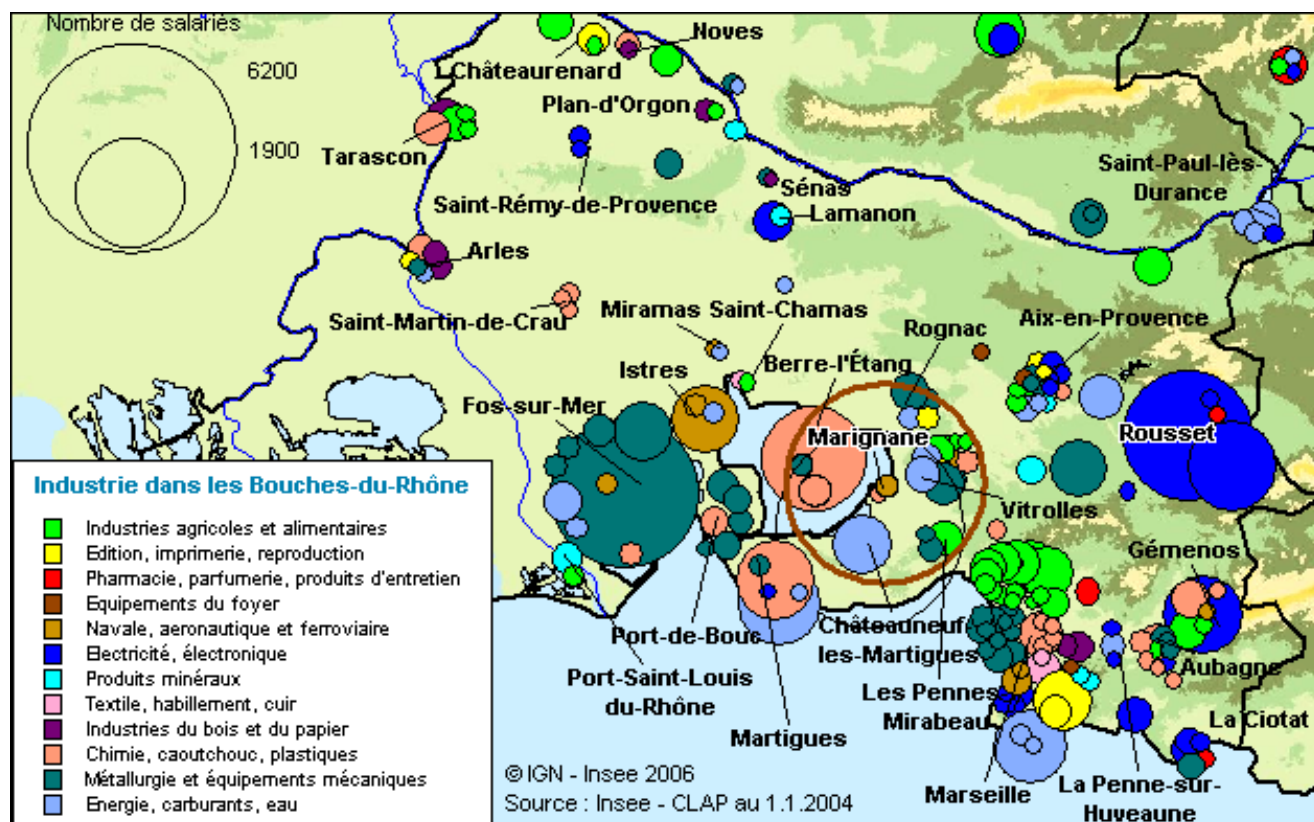 Nombre de salariés
6200
1900
Noves
Châteaurenard
Plan-d'Orgon
Tarascon
Saint-Rémy-de-Provence
Sénas
Lamanon
Saint-Paul-lès-
Durance
Arles
Saint-Martin-de-Crau
Miramas
Saint-Chamas
Rognac
Aix-en-Provence
Istres
Berre-l'Étang
Fos-sur-Mer
Marignane
Rousset
Vitrolles
Gémenos
Port-de-Bouc
Châteauneuf
les-Martigues
Aubagne
Port-Saint-Louis
du-Rhône
Les Pennes
Mirabeau
La Ciotat
Martigues
Marseille
La Penne-sur-
Huveaune
Industrie dans les Bouches-du-Rhône
Industries agricoles et alimentaires
Edition, imprimerie, reproduction
Pharmacie, parfumerie, produits d'entretien
Equipements du foyer
Navale, aeronautique et ferroviaire
Electricité, électronique
Produits minéraux
Textile, habillement, cuir
Industries du bois et du papier
Chimie, caoutchouc, plastiques
Métallurgie et équipements mécaniques
Energie, carburants, eau
© IGN - Insee 2006
Source : Insee - CLAP au 1.1.2004